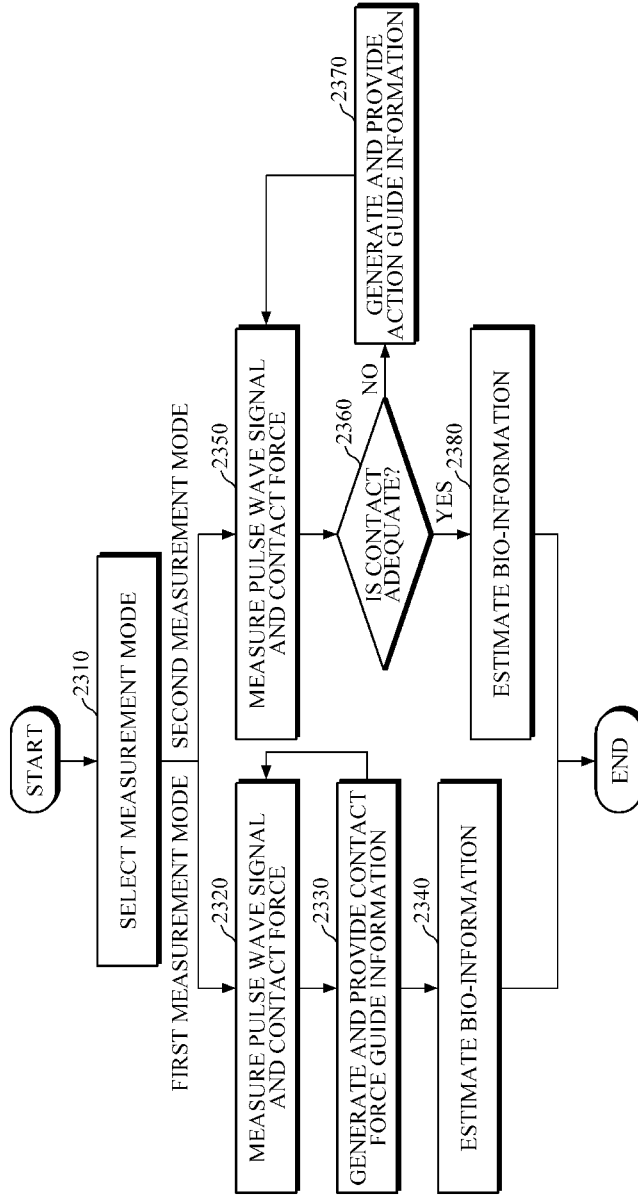 START
2310
SELECT MEASUREMENT MODE
FIRST MEASUREMENT MODE
SECOND MEASUREMENT MODE
2320
MEASURE PULSE WAVE SIGNAL
AND CONTACT FORCE
2330
GENERATE AND PROVIDE CONTACT
FORCE GUIDE INFORMATION
2340
ESTIMATE BIO-INFORMATION
2350
MEASURE PULSE WAVE SIGNAL
AND CONTACT FORCE
2360
IS CONTACT
ADEQUATE?
NO
2370
GENERATE AND PROVIDE
ACTION GUIDE INFORMATION
YES
2380
ESTIMATE BIO-INFORMATION
END